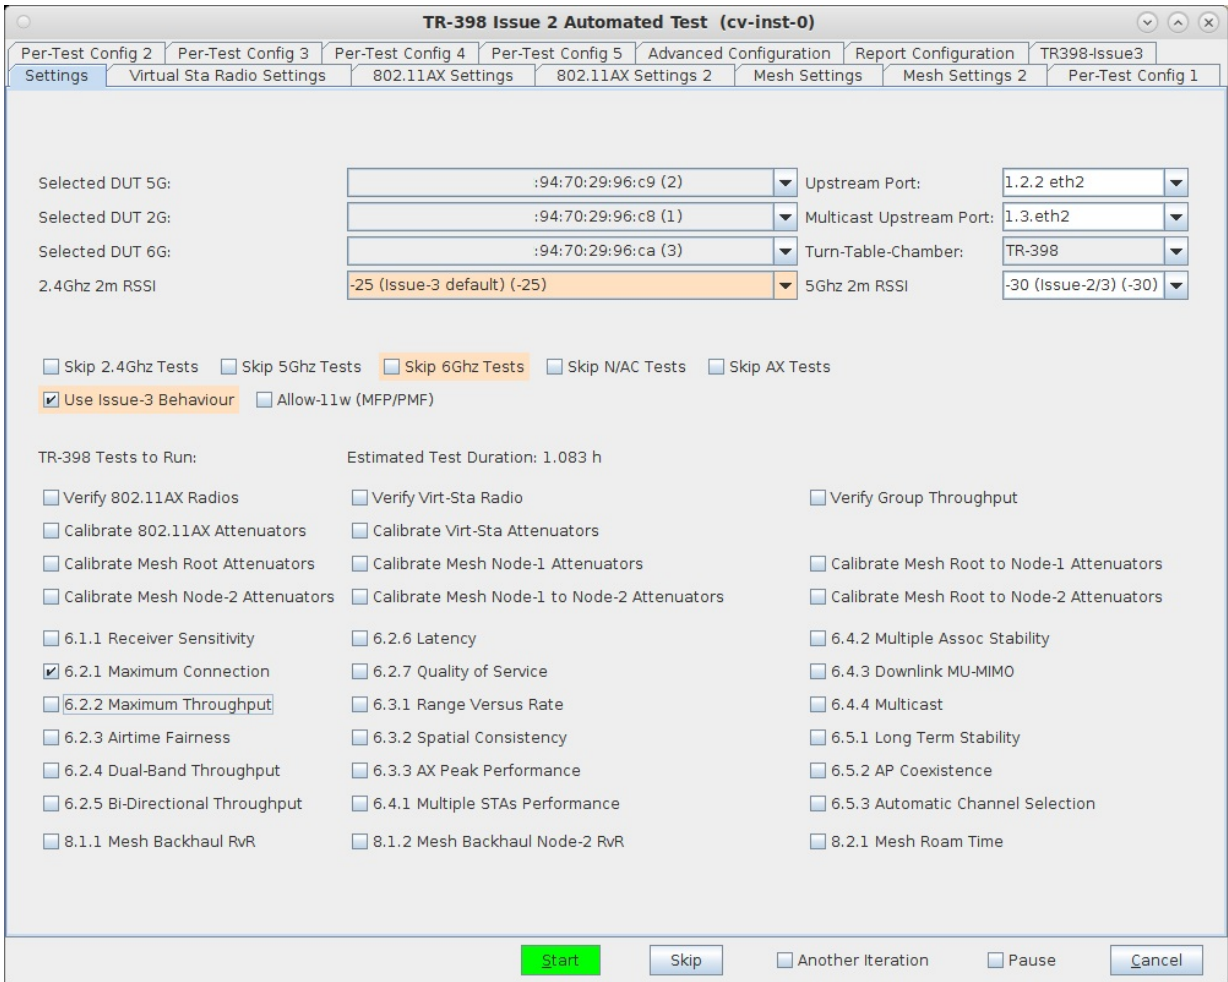 TR-398 Issue 2 Automated Test (cv-inst-0)
Per-Test Config 2 Per-Test Config 3 Per-Test Config 4 Per-Test Config 5 Advanced Configuration Report Configuration TR398-Issue3
Settings Virtual Sta Radio Settings 802.11AX Settings 802.11AX Settings 2 Mesh Settings Mesh Settings 2 Per-Test Config 1
Selected DUT 5G: :94:70:29:96:c9 (2) Upstream Port: 1.2.2 eth2
Selected DUT 2G: :94:70:29:96:c8 (1) Multicast Upstream Port: 1.3.eth2
Selected DUT 6G: :94:70:29:96:ca (3) Turn-Table-Chamber: TR-398
2.4Ghz 2m RSSI -25 (Issue-3 default) (-25) 5Ghz 2m RSSI -30 (Issue-2/3) (-30)
Skip 2.4Ghz Tests Skip 5Ghz Tests Skip 6Ghz Tests Skip N/AC Tests Skip AX Tests
Use Issue-3 Behaviour Allow-11w (MFP/PMF)
TR-398 Tests to Run: Estimated Test Duration: 1.083 h
Verify 802.11AX Radios Verify Virt-Sta Radio Verify Group Throughput
Calibrate 802.11AX Attenuators Calibrate Virt-Sta Attenuators
Calibrate Mesh Root Attenuators Calibrate Mesh Node-1 Attenuators Calibrate Mesh Root to Node-1 Attenuators
Calibrate Mesh Node-2 Attenuators Calibrate Mesh Node-1 to Node-2 Attenuators Calibrate Mesh Root to Node-2 Attenuators
6.1.1 Receiver Sensitivity 6.2.6 Latency 6.4.2 Multiple Assoc Stability
6.2.1 Maximum Connection 6.2.7 Quality of Service 6.4.3 Downlink MU-MIMO
6.2.2 Maximum Throughput 6.3.1 Range Versus Rate 6.4.4 Multicast
6.2.3 Airtime Fairness 6.3.2 Spatial Consistency 6.5.1 Long Term Stability
6.2.4 Dual-Band Throughput 6.3.3 AX Peak Performance 6.5.2 AP Coexistence
6.2.5 Bi-Directional Throughput 6.4.1 Multiple STAs Performance 6.5.3 Automatic Channel Selection
8.1.1 Mesh Backhaul RvR 8.1.2 Mesh Backhaul Node-2 RvR 8.2.1 Mesh Roam Time
Start Skip Another Iteration Pause Cancel